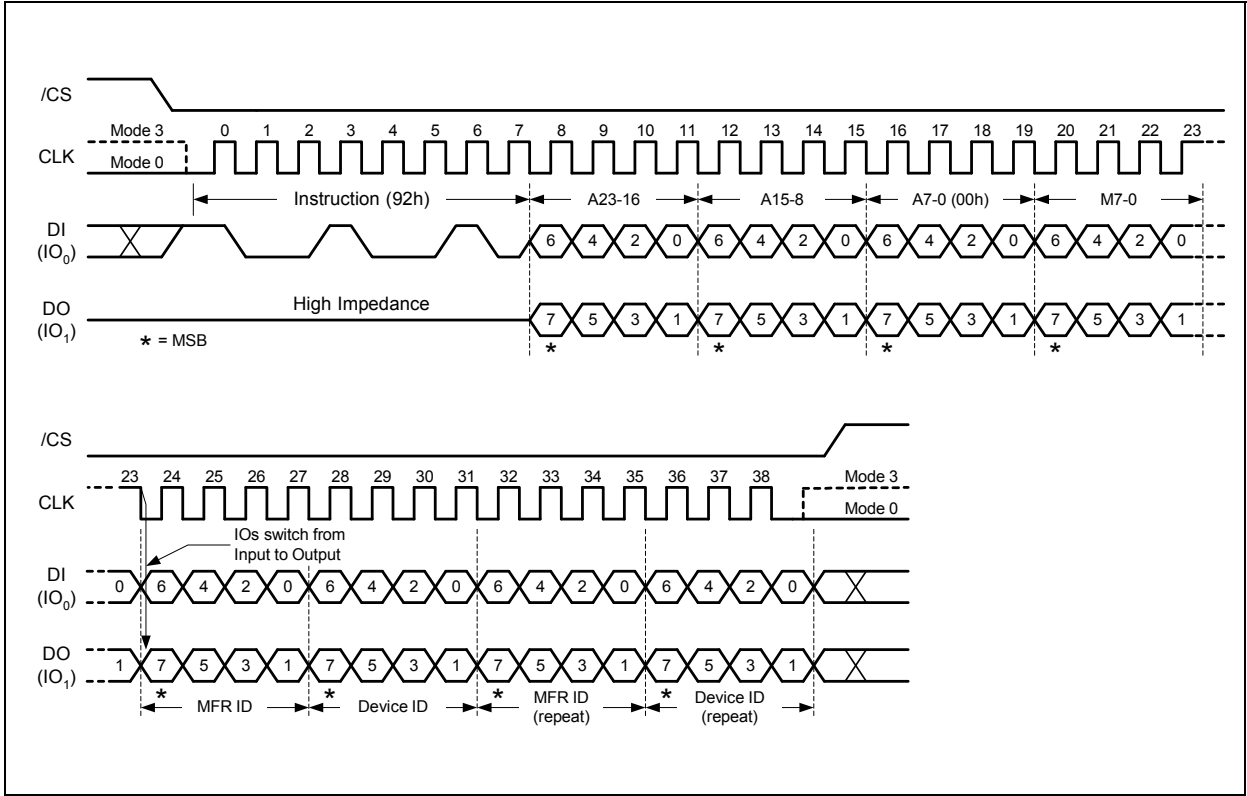 /CS
Mode 3 0 1 2 3 4 5 6 7 8 9 10 11 12 13 14 15 16 17 18 19 20 21 22 23
CLK
Mode 0
Instruction (92h) A23-16 A15-8 A7-0 (00h) M7-0
DI
(IO0) 6 4 2 0 6 4 2 0 6 4 2 0 6 4 2 0
High Impedance
DO
(IO1) 7 5 3 1 7 5 3 1 7 5 3 1 7 5 3 1
* = MSB * * * *
/CS
23 24 25 26 27 28 29 30 31 32 33 34 35 36 37 38 Mode 3
CLK
Mode 0
IOs switch from
Input to Output
DI
(IO0) 0 6 4 2 0 6 4 2 0 6 4 2 0 6 4 2 0
DO
(IO1) 1 7 5 3 1 7 5 3 1 7 5 3 1 7 5 3 1
* * * *
MFR ID Device ID MFR ID (repeat) Device ID (repeat)